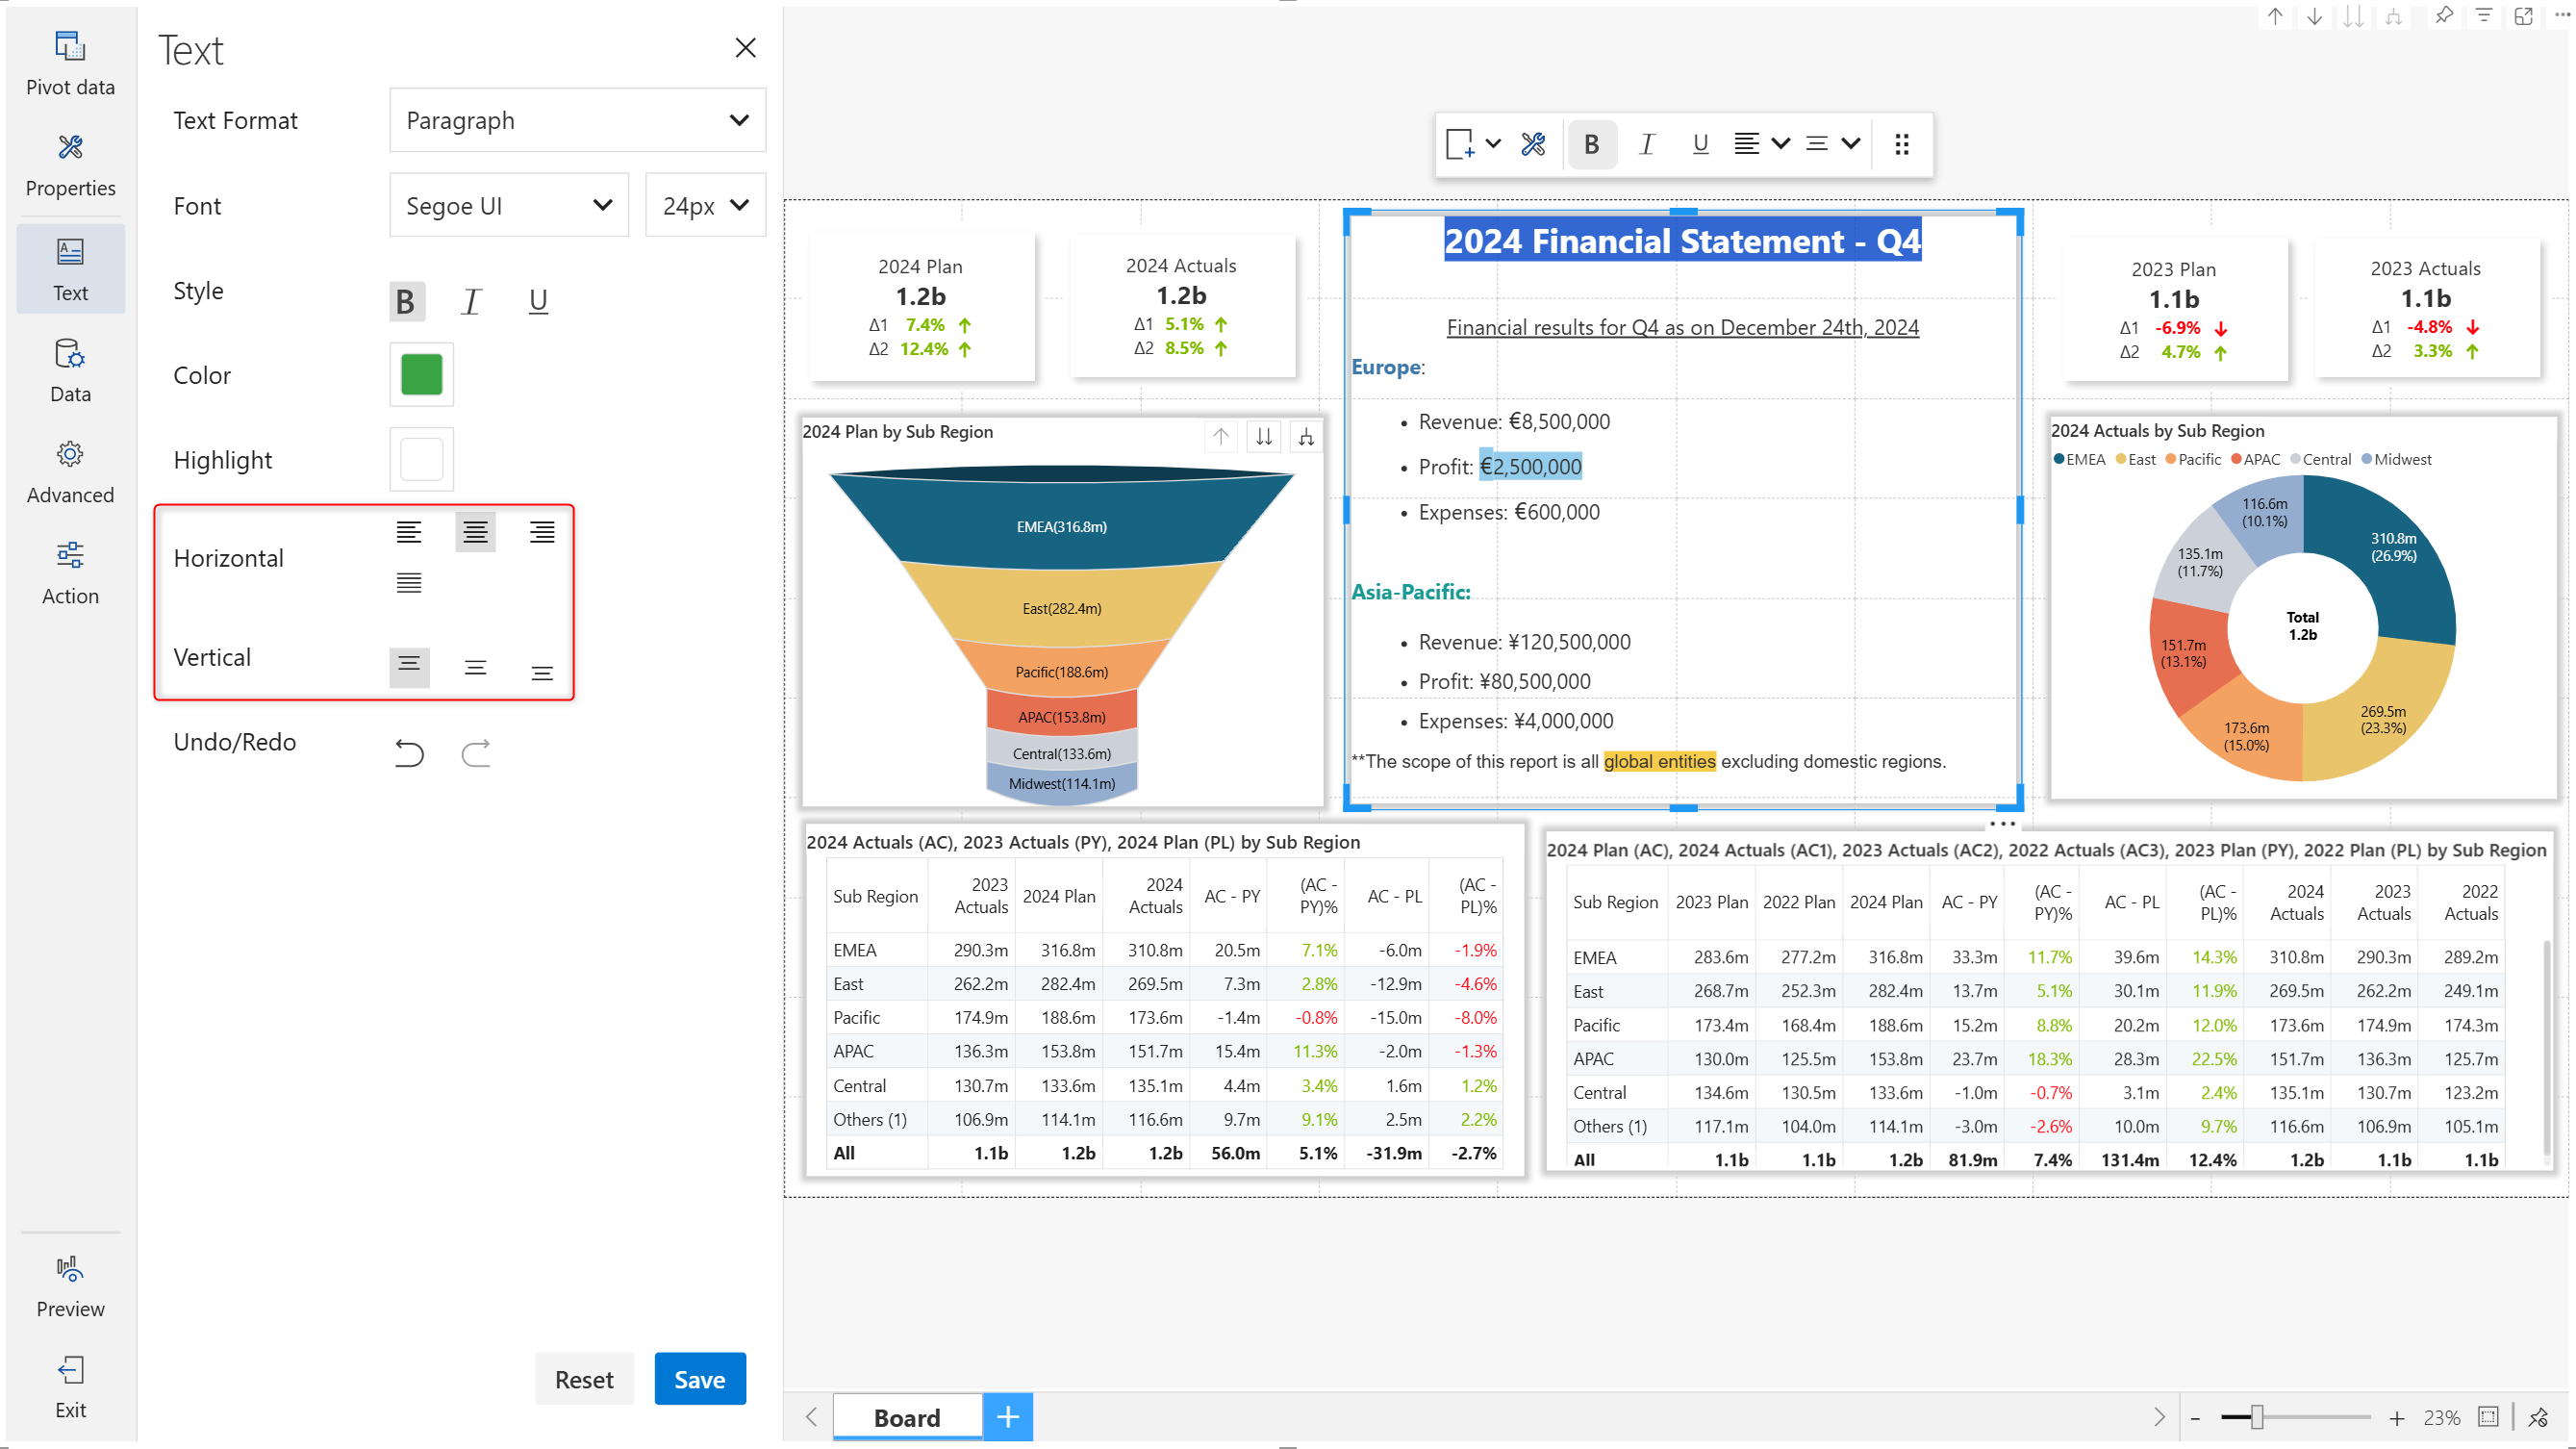 Pivot data
Properties
Text
Data
Advanced
Action
Preview
Exit
Text
Text Format
Paragraph
Font
Segoe UI
24px
Style
B I U
Color
Highlight
Horizontal
Vertical
Undo/Redo
Reset
Save
B I U
2024 Plan
1.2b
Δ1 7.4%
Δ2 12.4%
2024 Actuals
1.2b
Δ1 5.1%
Δ2 8.5%
2024 Financial Statement - Q4
Financial results for Q4 as on December 24th, 2024
Europe:
• Revenue: €8,500,000
• Profit: €2,500,000
• Expenses: €600,000
Asia-Pacific:
• Revenue: ¥120,500,000
• Profit: ¥80,500,000
• Expenses: ¥4,000,000
**The scope of this report is all global entities excluding domestic regions.
2023 Plan
1.1b
Δ1 -6.9%
Δ2 4.7%
2023 Actuals
1.1b
Δ1 -4.8%
Δ2 3.3%
2024 Plan by Sub Region
EMEA(316.8m)
East(282.4m)
Pacific(188.6m)
APAC(153.8m)
Central(133.6m)
Midwest(114.1m)
2024 Actuals by Sub Region
EMEA East Pacific APAC Central Midwest
116.6m
(10.1%)
310.8m
(26.9%)
135.1m
(11.7%)
Total
1.2b
151.7m
(13.1%)
269.5m
(23.3%)
173.6m
(15.0%)
2024 Actuals (AC), 2023 Actuals (PY), 2024 Plan (PL) by Sub Region
Sub Region 2023 Actuals 2024 Plan 2024 Actuals AC - PY (AC - PY)% AC - PL (AC - PL)%
EMEA 290.3m 316.8m 310.8m 20.5m 7.1% -6.0m -1.9%
East 262.2m 282.4m 269.5m 7.3m 2.8% -12.9m -4.6%
Pacific 174.9m 188.6m 173.6m -1.4m -0.8% -15.0m -8.0%
APAC 136.3m 153.8m 151.7m 15.4m 11.3% -2.0m -1.3%
Central 130.7m 133.6m 135.1m 4.4m 3.4% 1.6m 1.2%
Others (1) 106.9m 114.1m 116.6m 9.7m 9.1% 2.5m 2.2%
All 1.1b 1.2b 1.2b 56.0m 5.1% -31.9m -2.7%
2024 Plan (AC), 2024 Actuals (AC1), 2023 Actuals (AC2), 2022 Actuals (AC3), 2023 Plan (PY), 2022 Plan (PL) by Sub Region
Sub Region 2023 Plan 2022 Plan 2024 Plan AC - PY (AC - PY)% AC - PL (AC - PL)% 2024 Actuals 2023 Actuals 2022 Actuals
EMEA 283.6m 277.2m 316.8m 33.3m 11.7% 39.6m 14.3% 310.8m 290.3m 289.2m
East 268.7m 252.3m 282.4m 13.7m 5.1% 30.1m 11.9% 269.5m 262.2m 249.1m
Pacific 173.4m 168.4m 188.6m 15.2m 8.8% 20.2m 12.0% 173.6m 174.9m 174.3m
APAC 130.0m 125.5m 153.8m 23.7m 18.3% 28.3m 22.5% 151.7m 136.3m 125.7m
Central 134.6m 130.5m 133.6m -1.0m -0.7% 3.1m 2.4% 135.1m 130.7m 123.2m
Others (1) 117.1m 104.0m 114.1m -3.0m -2.6% 10.0m 9.7% 116.6m 106.9m 105.1m
All 1.1b 1.1b 1.2b 81.9m 7.4% 131.4m 12.4% 1.2b 1.1b 1.1b
Board
23%